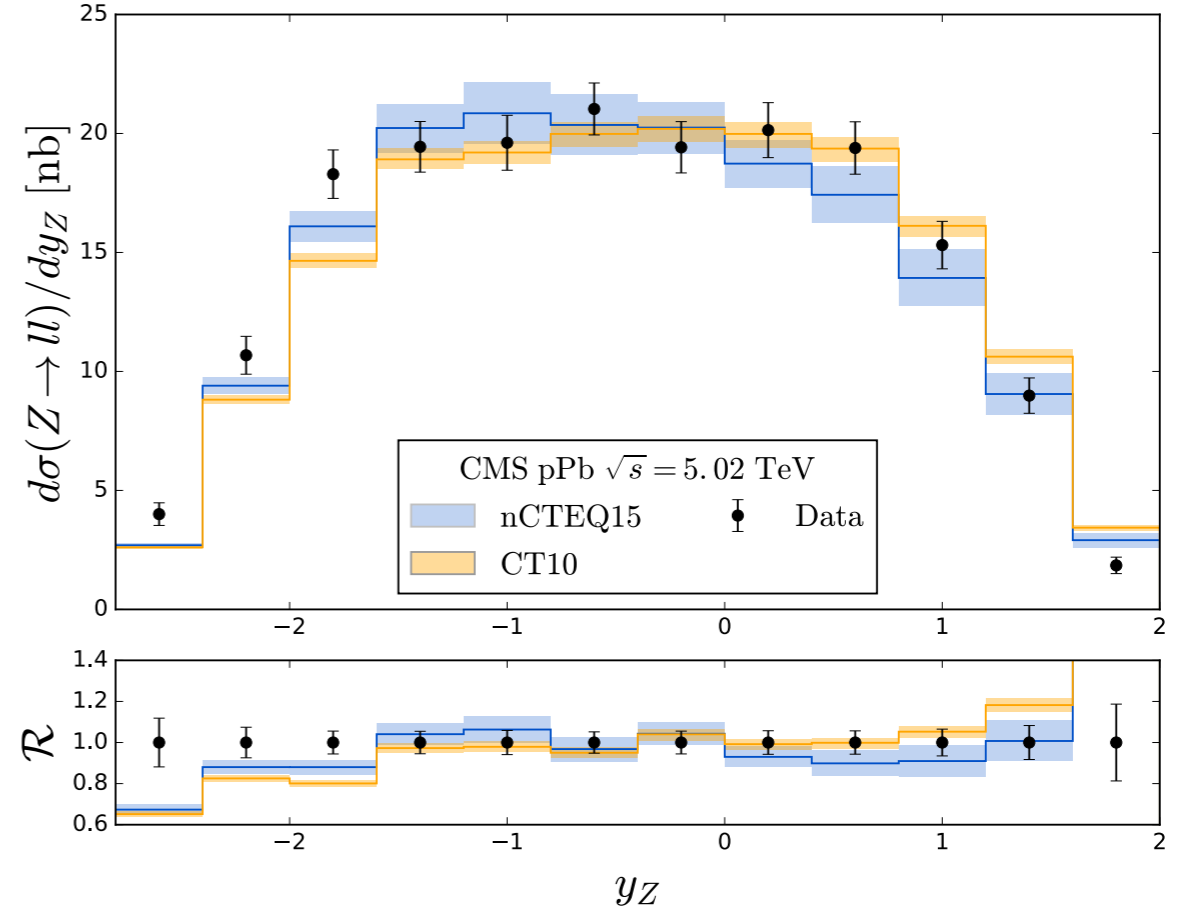 25
20
15
10
5
0
dσ(Z → ll)/dy_Z [nb]
CMS pPb √s = 5.02 TeV
nCTEQ15
Data
CT10
−2 −1 0 1 2
1.4
1.2
1.0
0.8
0.6
R
−2 −1 0 1 2
y_Z